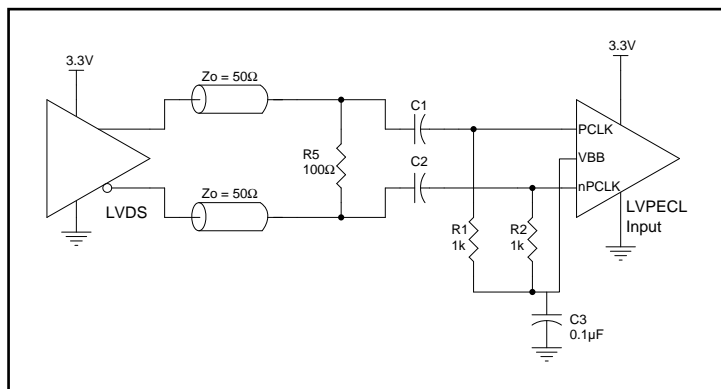 3.3V
Zo = 50Ω
C1
3.3V
PCLK
R5
100Ω
C2
VBB
nPCLK
Zo = 50Ω
LVDS
R1
1k
R2
1k
LVPECL
Input
C3
0.1µF